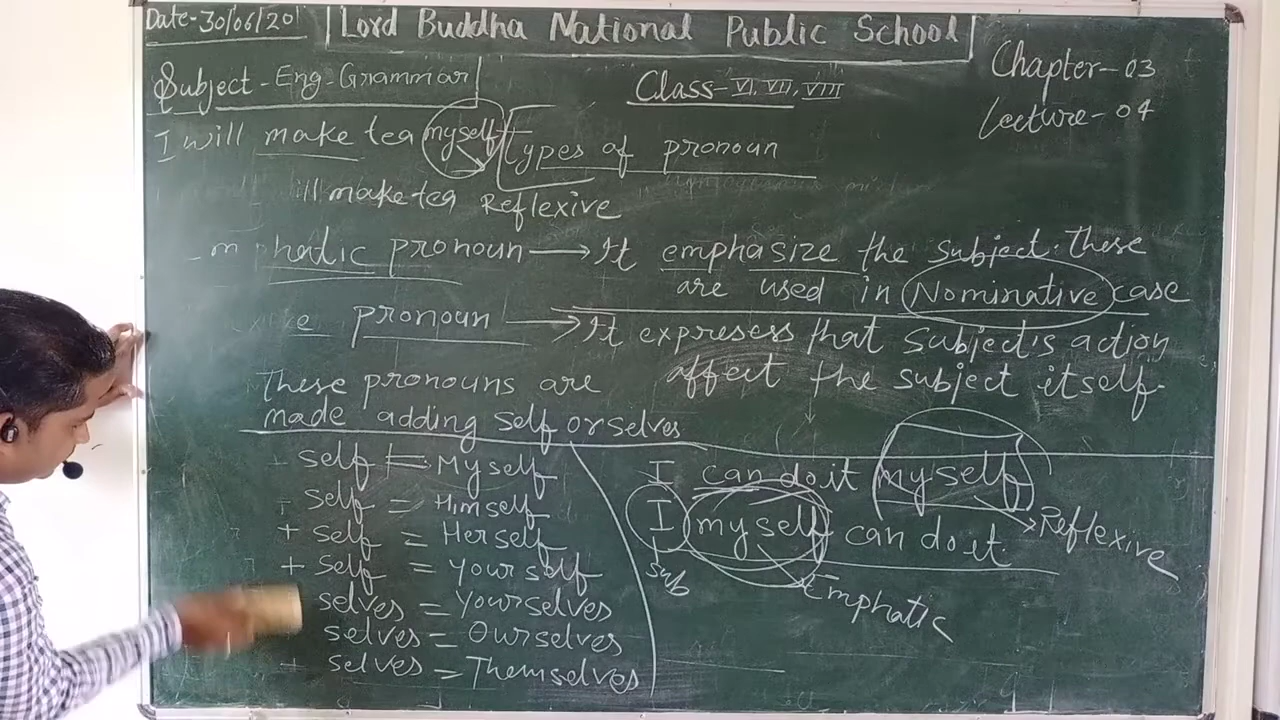 Date-30/06/20
Lord Buddha National Public School
Subject - Eng-Grammar
Class-VI, VII, VIII
Chapter-03
Lecture-04
I will make tea myself
Types of pronoun
ill make tea Reflexive
m phatic pronoun → It emphasize the subject. These
are used in Nominative case
e pronoun → It expresess that Subject's action
affect the subject itself.
These pronouns are
made adding self or selves
self = Myself
+ self = Himself
+ self = Herself
+ self = yourself
selves = yourselves
selves = Ourselves
+ selves = Themselves
I can do it myself
Reflexive
I myself can do it.
Sub
Emphatic